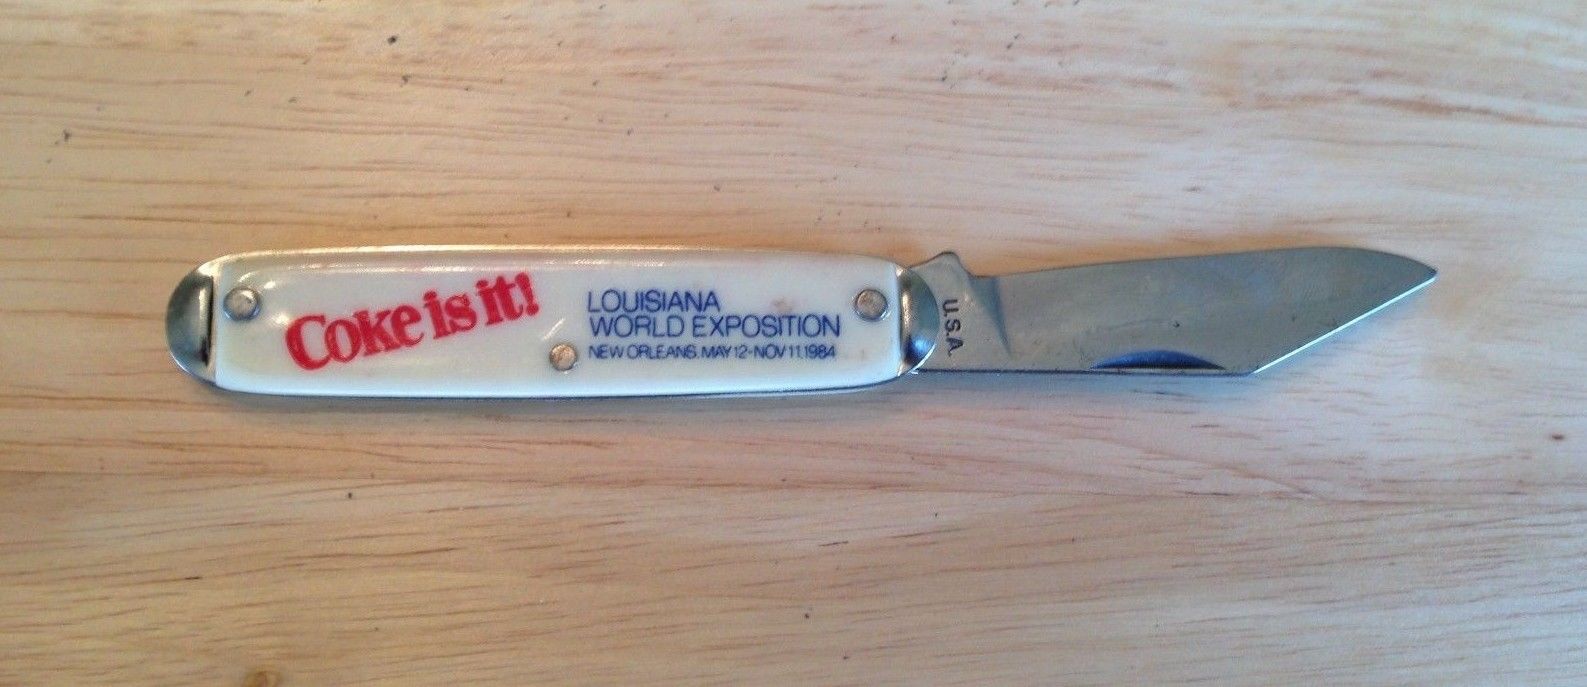 Coke is it!
LOUISIANA
WORLD EXPOSITION
NEW ORLEANS. MAY 12-NOV 11, 1984
U.S.A.